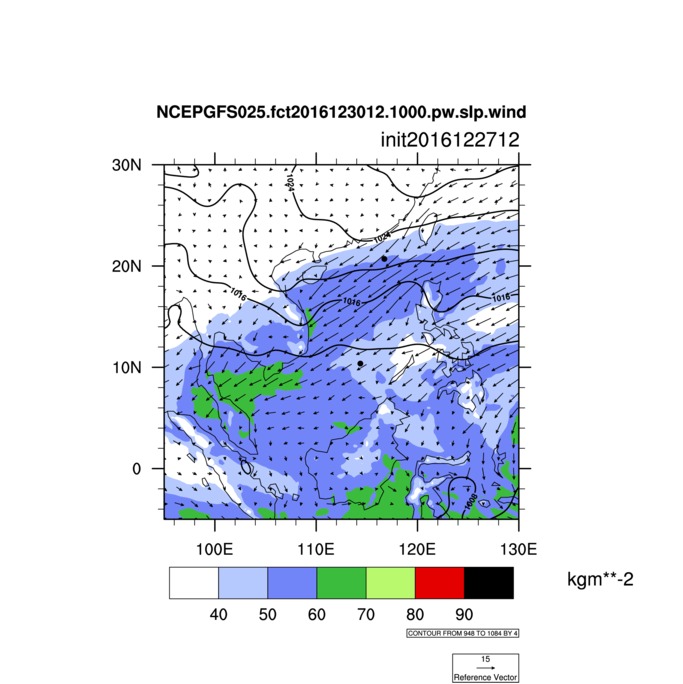 NCEPGFS025.fct2016123012.1000.pw.slp.wind
init2016122712
30N
1024
1024
20N
1016
1016
1016
10N
0
1008
100E 110E 120E 130E
kgm**-2
40 50 60 70 80 90
CONTOUR FROM 948 TO 1084 BY 4
15
Reference Vector